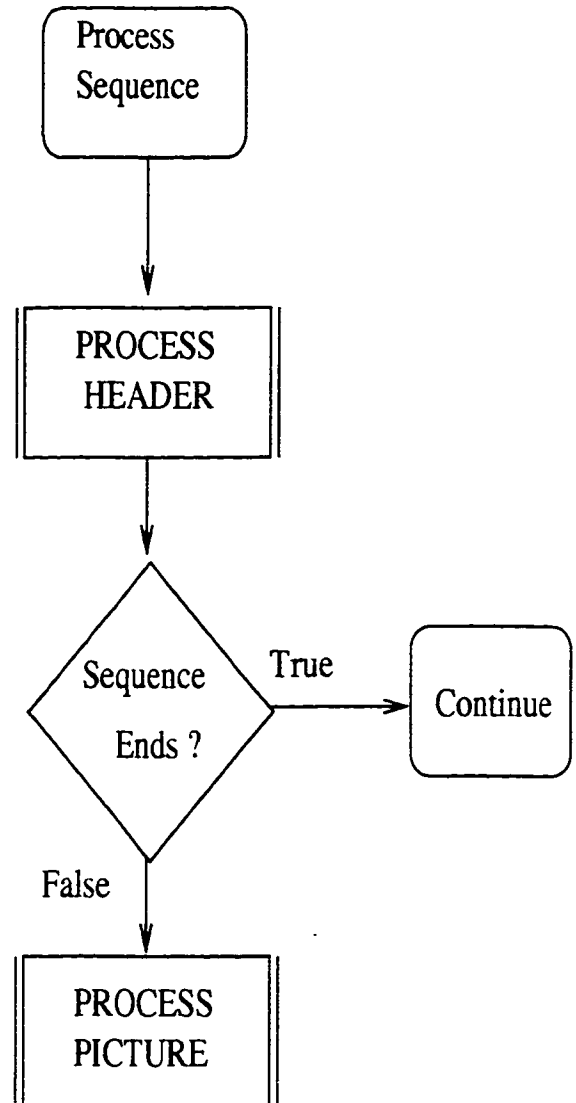 Process
Sequence
PROCESS
HEADER
Sequence
Ends ?
True
Continue
False
PROCESS
PICTURE